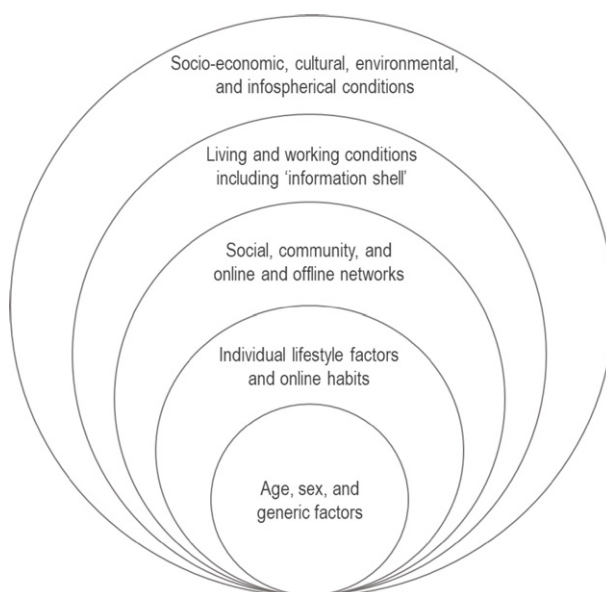 Socio-economic, cultural, environmental,
and infospherical conditions
Living and working conditions
including ‘information shell’
Social, community, and
online and offline networks
Individual lifestyle factors
and online habits
Age, sex, and
generic factors